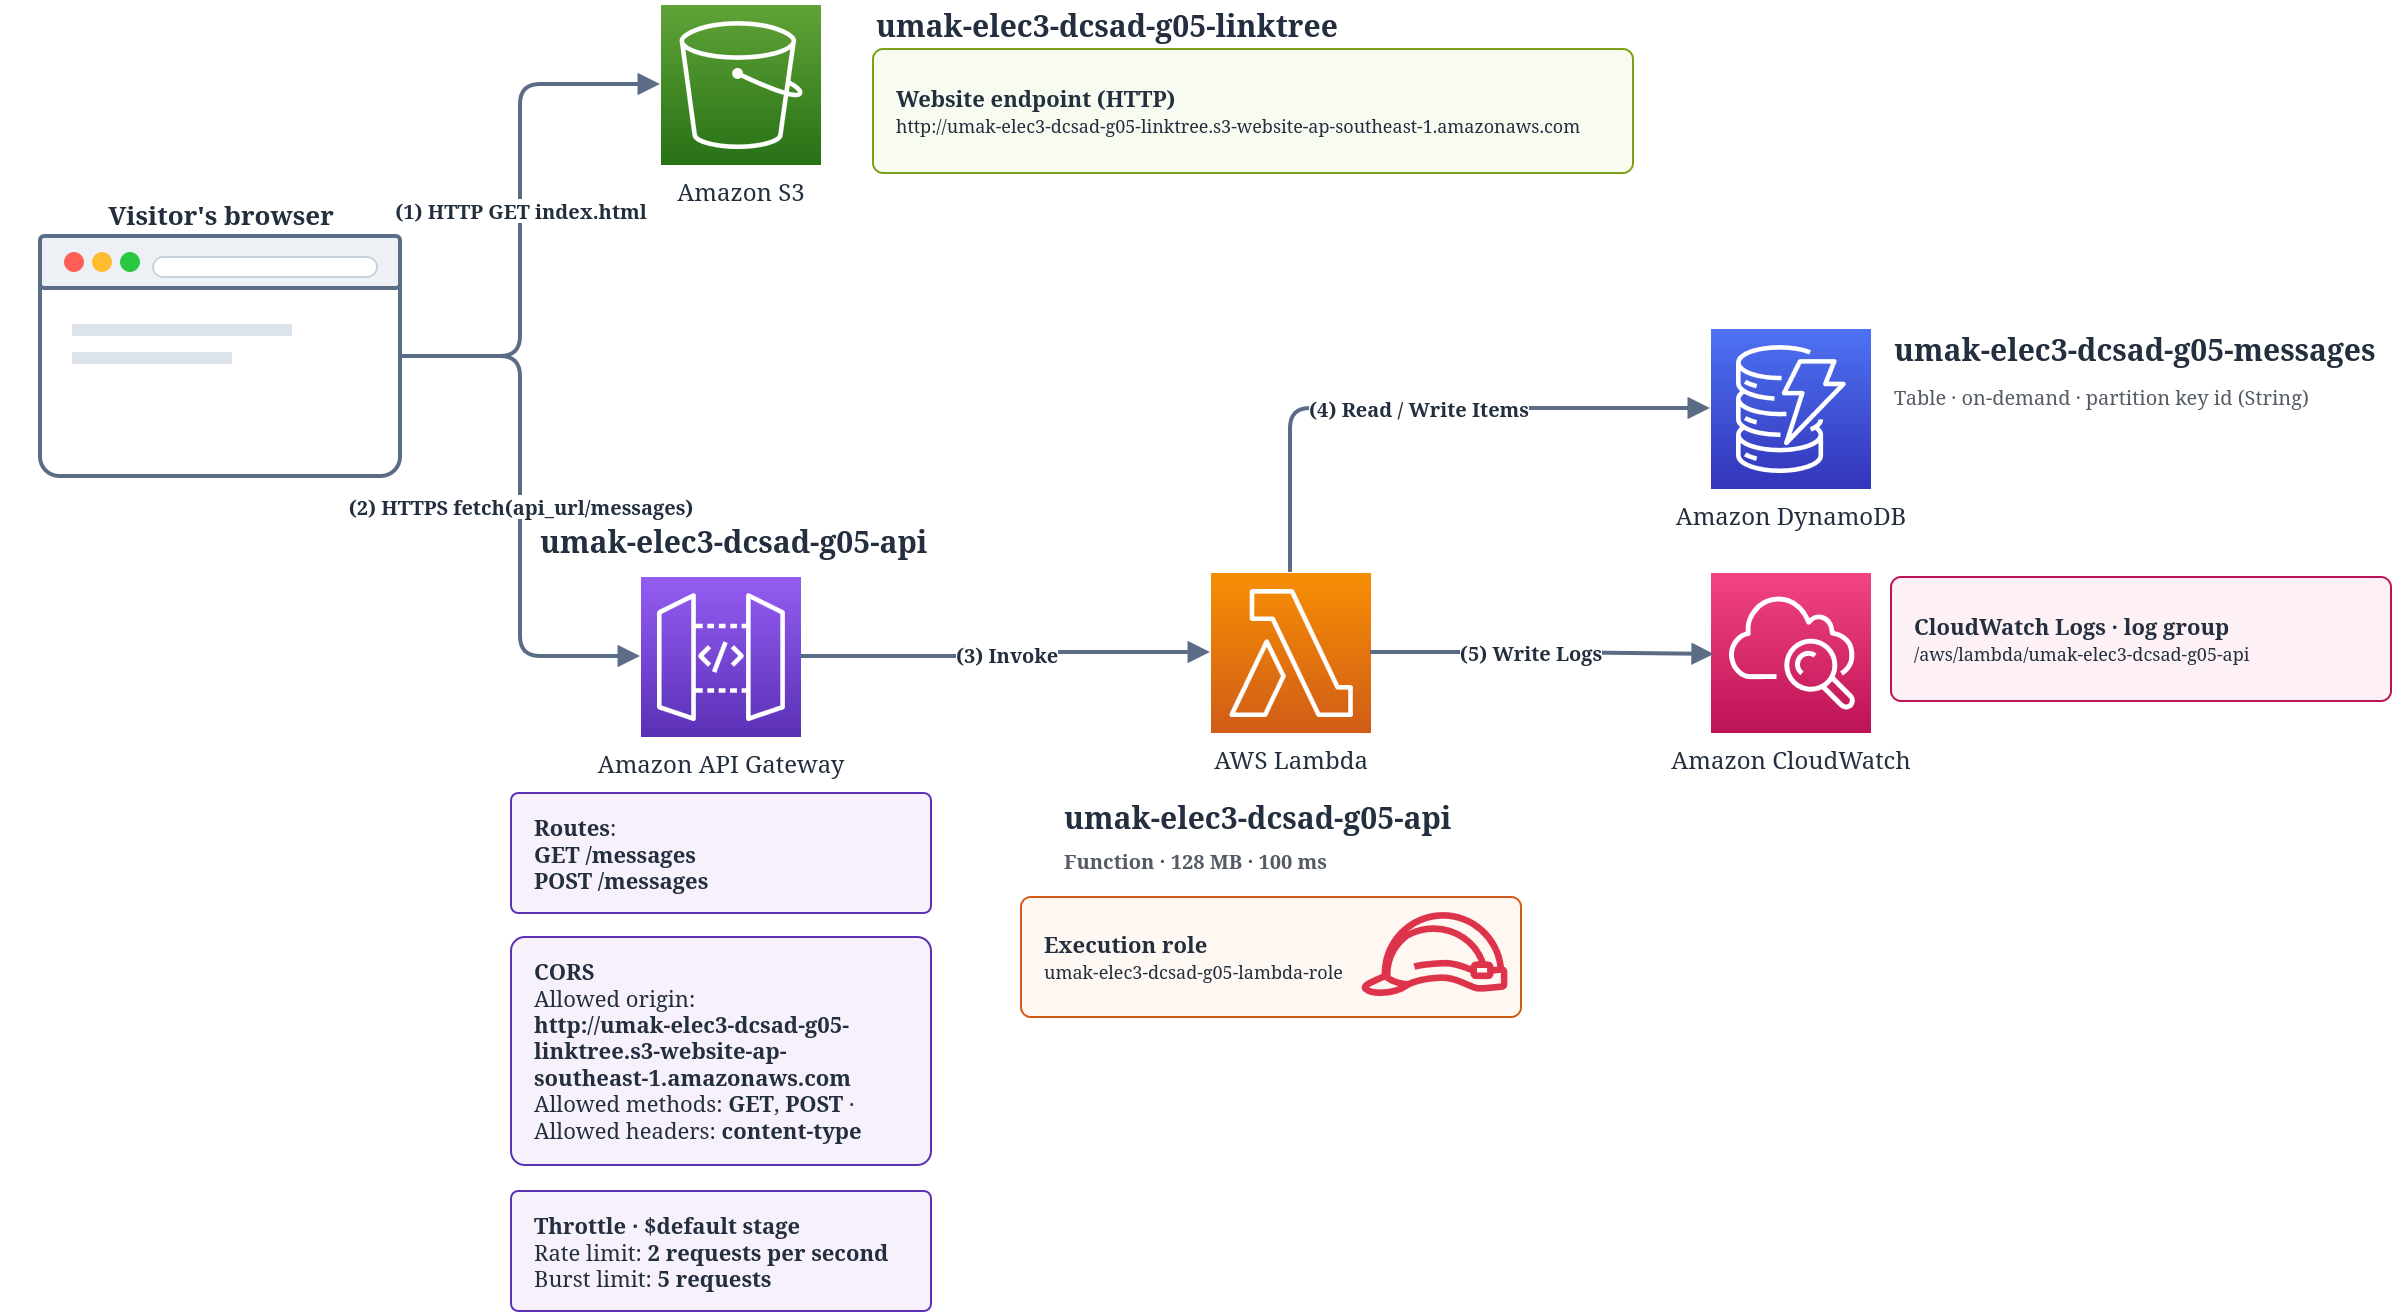 umak-elec3-dcsad-g05-linktree
Website endpoint (HTTP)
http://umak-elec3-dcsad-g05-linktree.s3-website-ap-southeast-1.amazonaws.com
Amazon S3
Visitor's browser
(1) HTTP GET index.html
umak-elec3-dcsad-g05-messages
Table · on-demand · partition key id (String)
(4) Read / Write Items
Amazon DynamoDB
(2) HTTPS fetch(api_url/messages)
umak-elec3-dcsad-g05-api
(3) Invoke
(5) Write Logs
CloudWatch Logs · log group
/aws/lambda/umak-elec3-dcsad-g05-api
Amazon API Gateway
AWS Lambda
Amazon CloudWatch
Routes:
GET /messages
POST /messages
umak-elec3-dcsad-g05-api
Function · 128 MB · 100 ms
Execution role
umak-elec3-dcsad-g05-lambda-role
CORS
Allowed origin:
http://umak-elec3-dcsad-g05-
linktree.s3-website-ap-
southeast-1.amazonaws.com
Allowed methods: GET, POST ·
Allowed headers: content-type
Throttle · $default stage
Rate limit: 2 requests per second
Burst limit: 5 requests